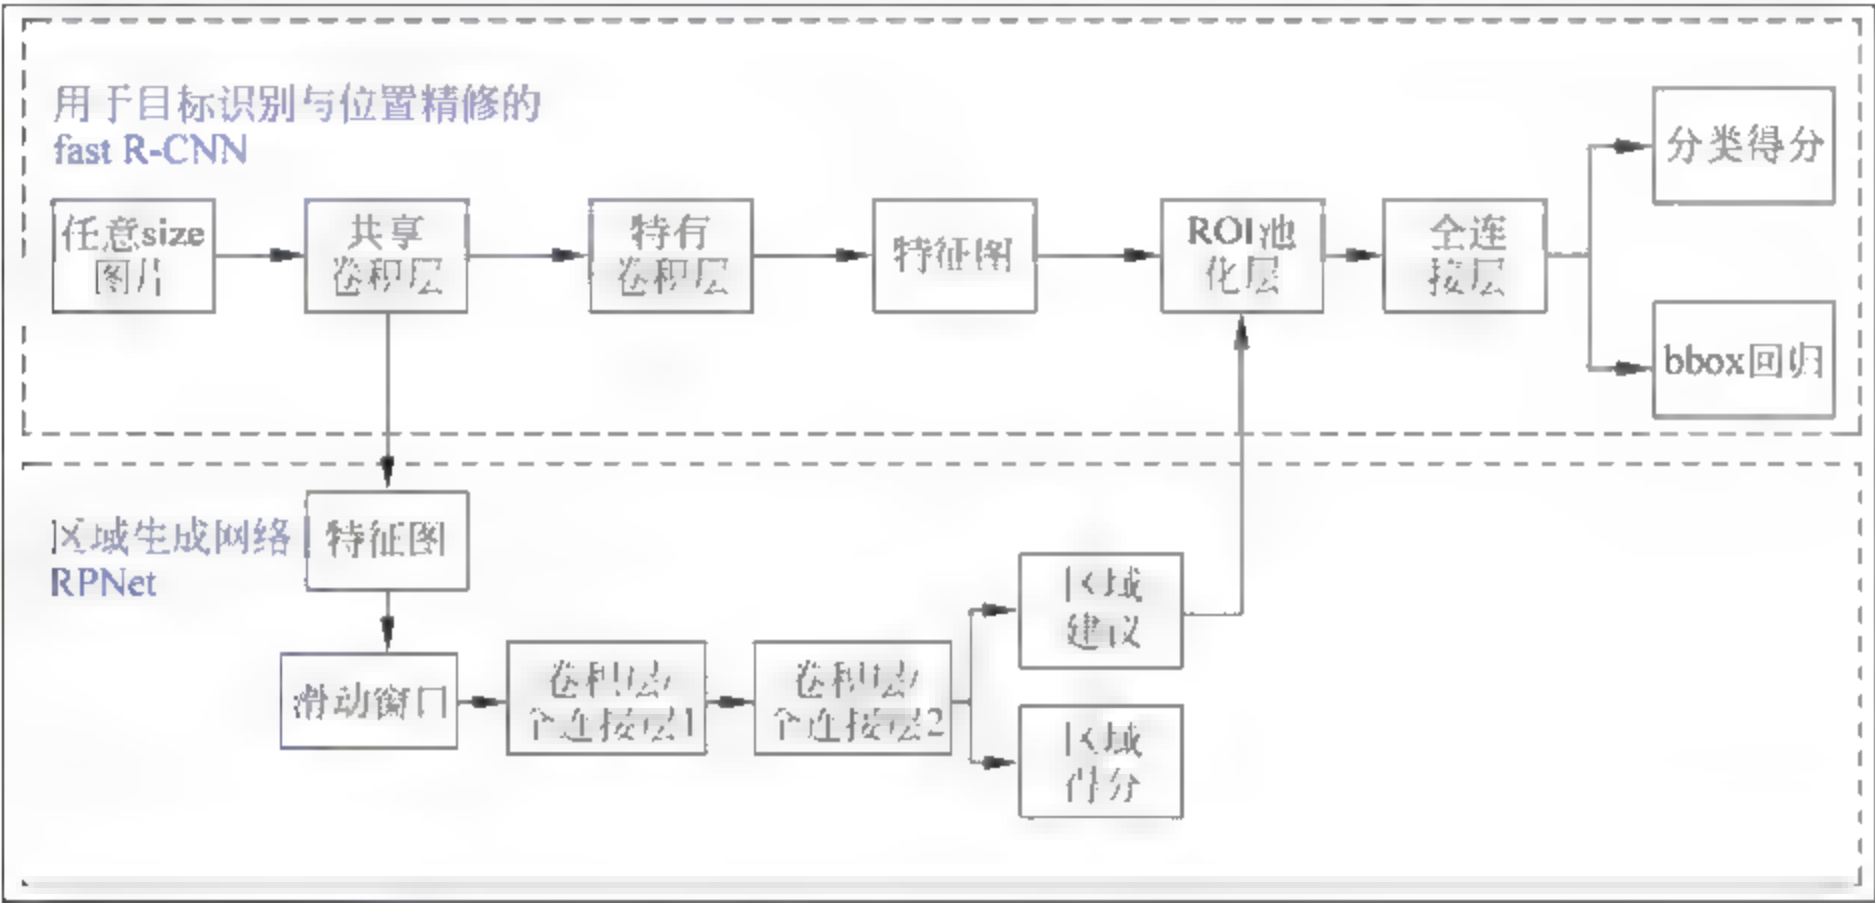 用于目标识别与位置精修的
fast R-CNN
任意size
图片
共享
卷积层
特有
卷积层
特征图
ROI池
化层
全连
接层
分类得分
bbox回归
区域生成网络
RPNet
特征图
滑动窗口
卷积层/
全连接层1
卷积层/
全连接层2
区域
建议
区域
得分